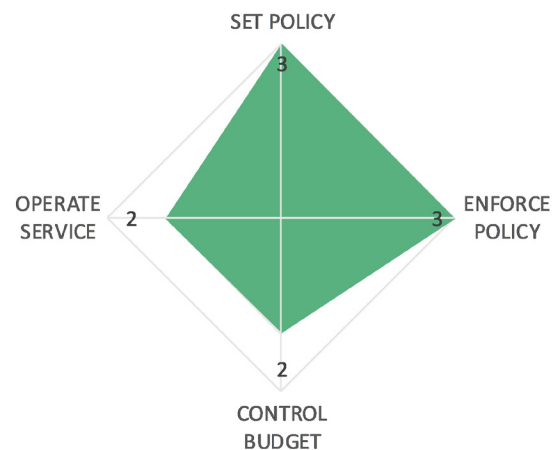 SET POLICY
3
OPERATE
SERVICE
2
3
ENFORCE
POLICY
2
CONTROL
BUDGET